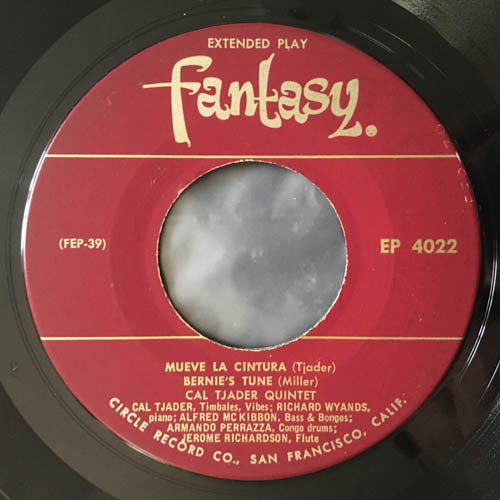 EXTENDED PLAY
fantasy.
(FEP-39)
EP 4022
MUEVE LA CINTURA (Tjader)
BERNIE'S TUNE (Miller)
CAL TJADER QUINTET
CAL TJADER, Timbales, Vibes; RICHARD WYANDS,
piano; ALFRED MC KIBBON, Bass & Bongos;
ARMANDO PERRAZZA, Congo drums;
JEROME RICHARDSON, Flute
CIRCLE RECORD CO., SAN FRANCISCO, CALIF.